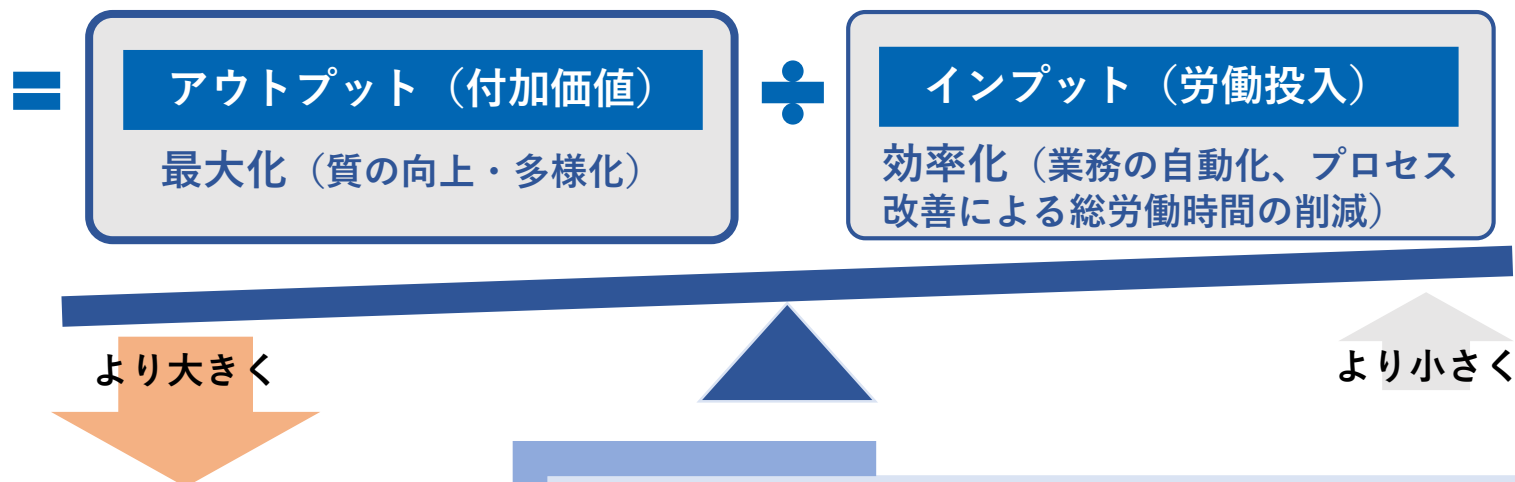 = アウトプット（付加価値） ÷ インプット（労働投入）
最大化（質の向上・多様化）
効率化（業務の自動化、プロセス
改善による総労働時間の削減）
より大きく
より小さく